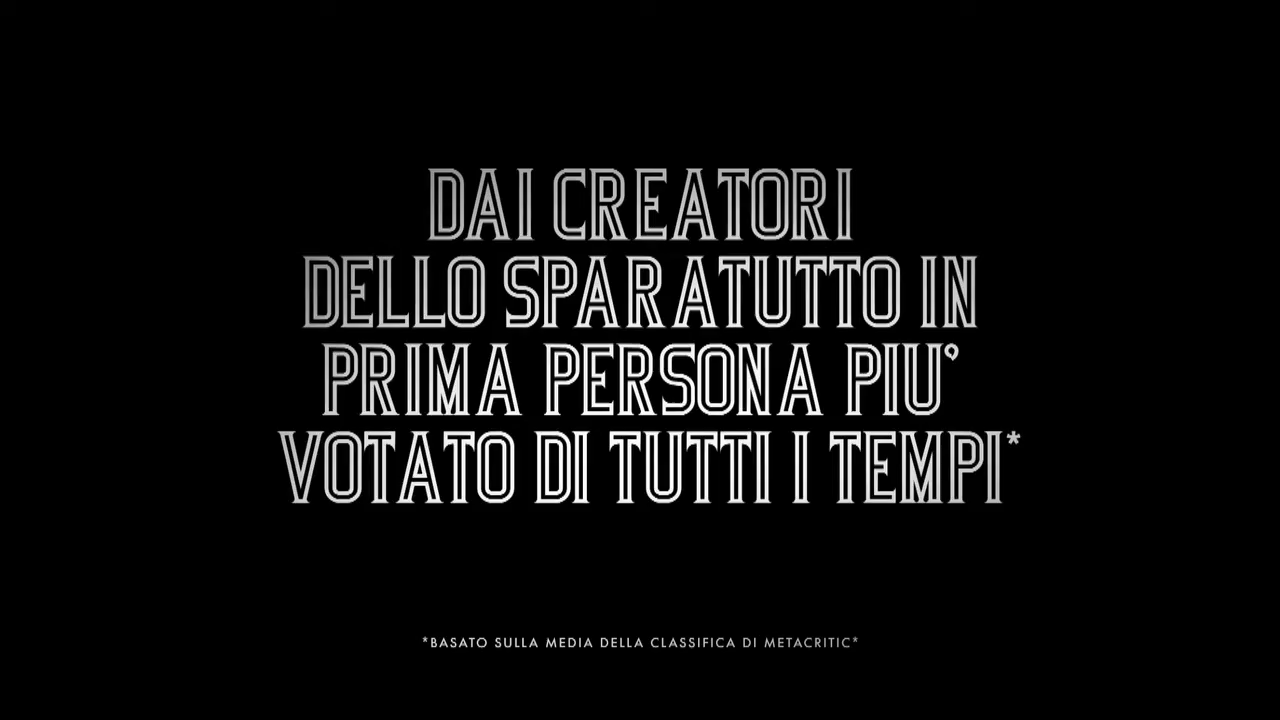 DAI CREATORI
DELLO SPARATUTTO IN
PRIMA PERSONA PIU'
VOTATO DI TUTTI I TEMPI*
*BASATO SULLA MEDIA DELLA CLASSIFICA DI METACRITIC*